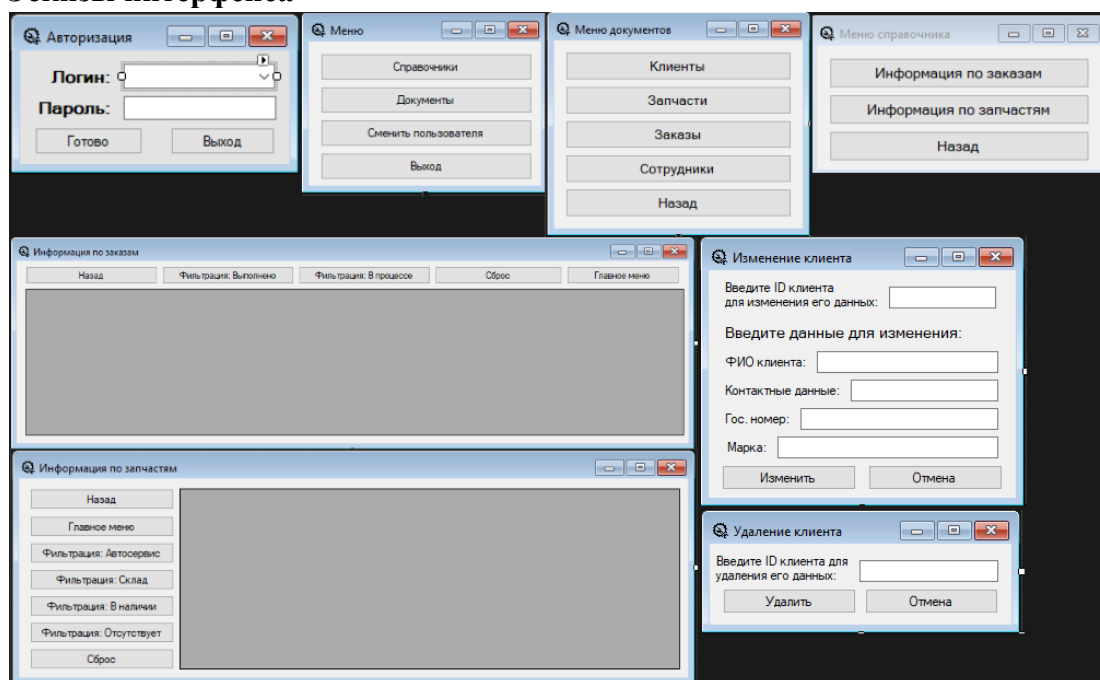 Эскизы интерфейса
Авторизация
Логин:
Пароль:
Готово
Выход
Меню
Справочники
Документы
Сменить пользователя
Выход
Меню документов
Клиенты
Запчасти
Заказы
Сотрудники
Назад
Меню справочника
Информация по заказам
Информация по запчастям
Назад
Информация по заказам
Назад
Фильтрация: Выполнено
Фильтрация: В процессе
Сброс
Главное меню
Изменение клиента
Введите ID клиента
для изменения его данных:
Введите данные для изменения:
ФИО клиента:
Контактные данные:
Гос. номер:
Марка:
Изменить
Отмена
Информация по запчастям
Назад
Главное меню
Фильтрация: Автосервис
Фильтрация: Склад
Фильтрация: В наличии
Фильтрация: Отсутствует
Сброс
Удаление клиента
Введите ID клиента для
удаления его данных:
Удалить
Отмена